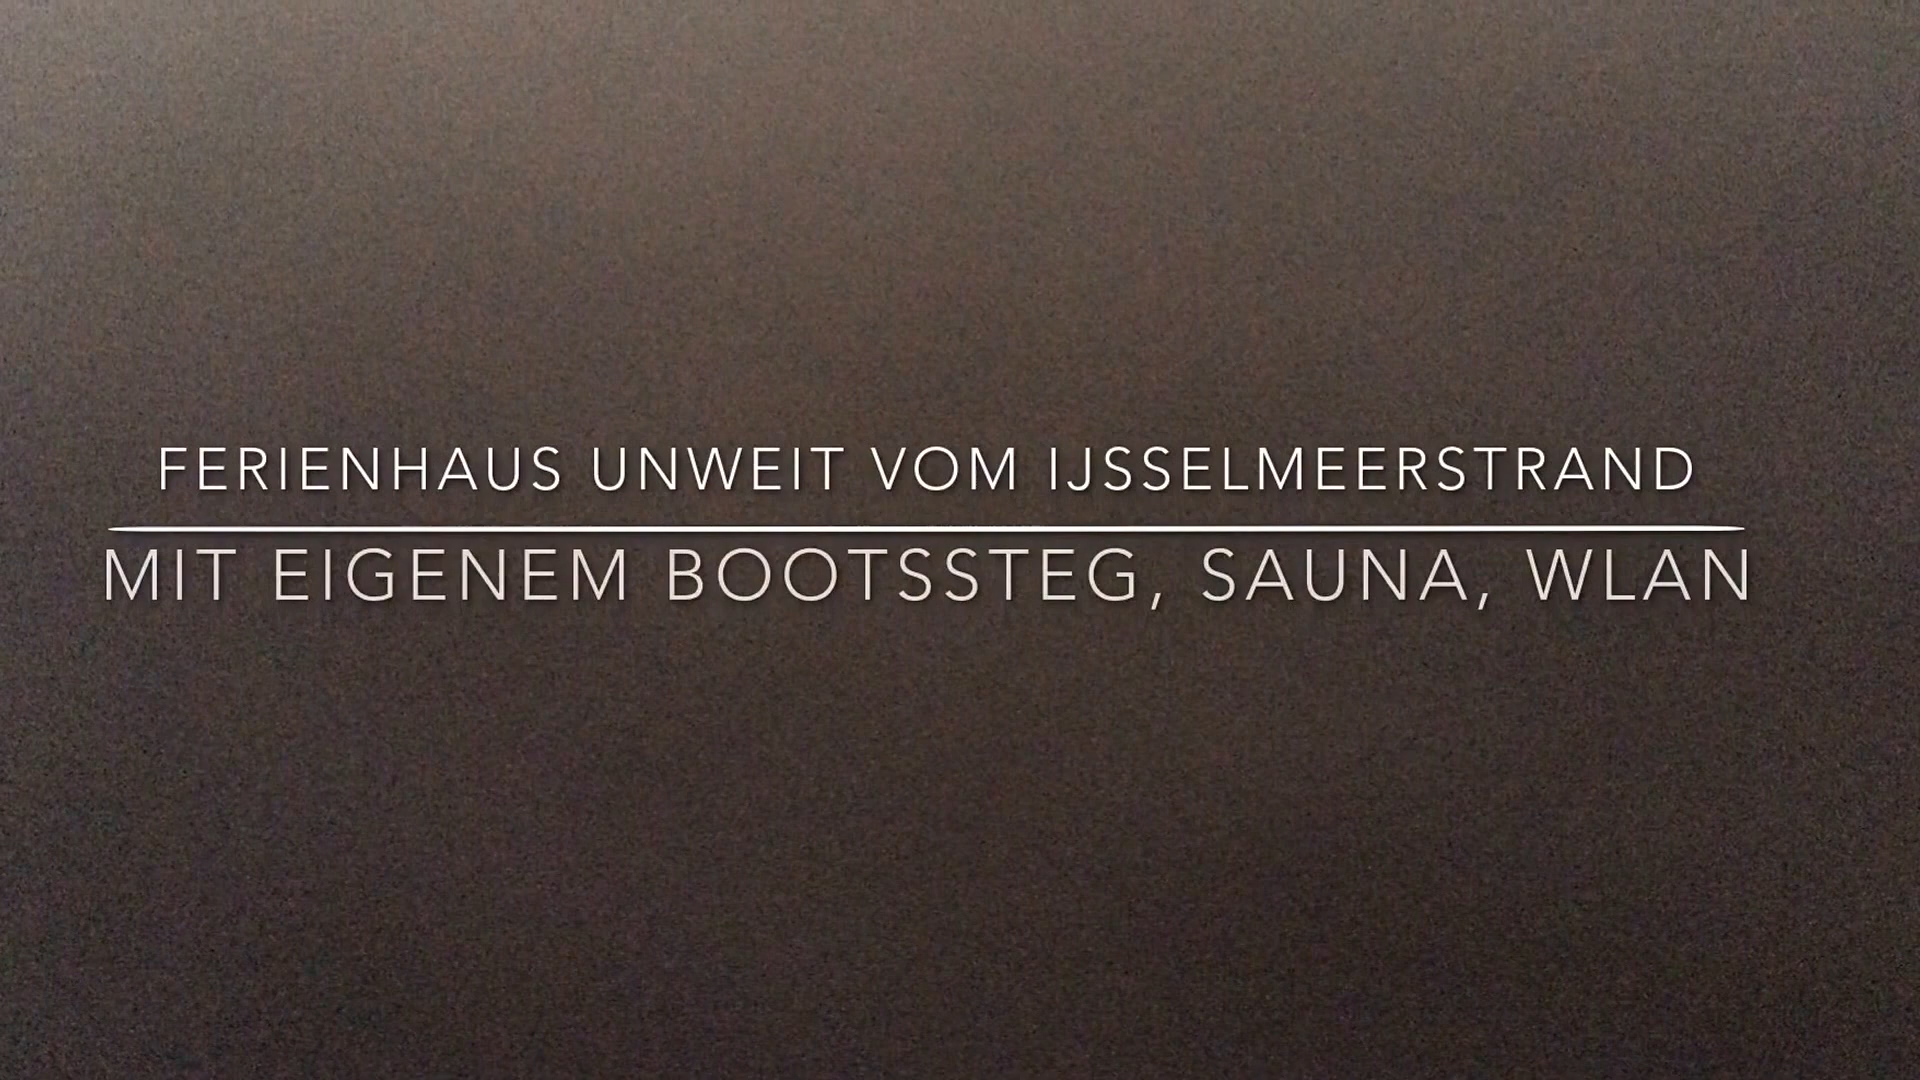 FERIENHAUS UNWEIT VOM IJSSELMEERSTRAND
MIT EIGENEM BOOTSSTEG, SAUNA, WLAN